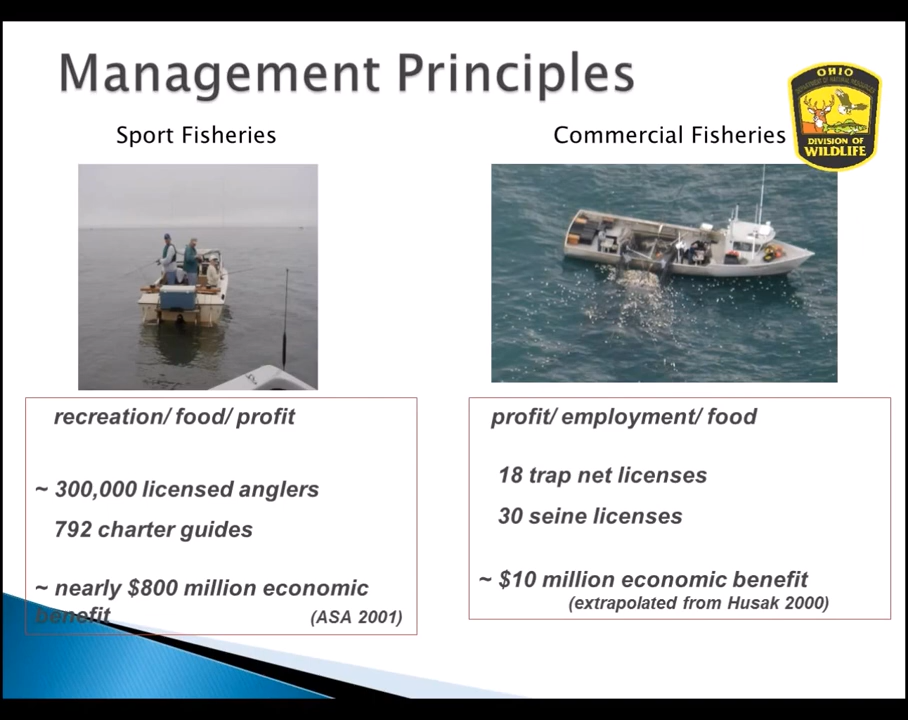 Management Principles
OHIO
DIVISION OF
WILDLIFE
Sport Fisheries
Commercial Fisheries
recreation/ food/ profit
~ 300,000 licensed anglers
792 charter guides
~ nearly $800 million economic
benefit (ASA 2001)
profit/ employment/ food
18 trap net licenses
30 seine licenses
~ $10 million economic benefit
(extrapolated from Husak 2000)